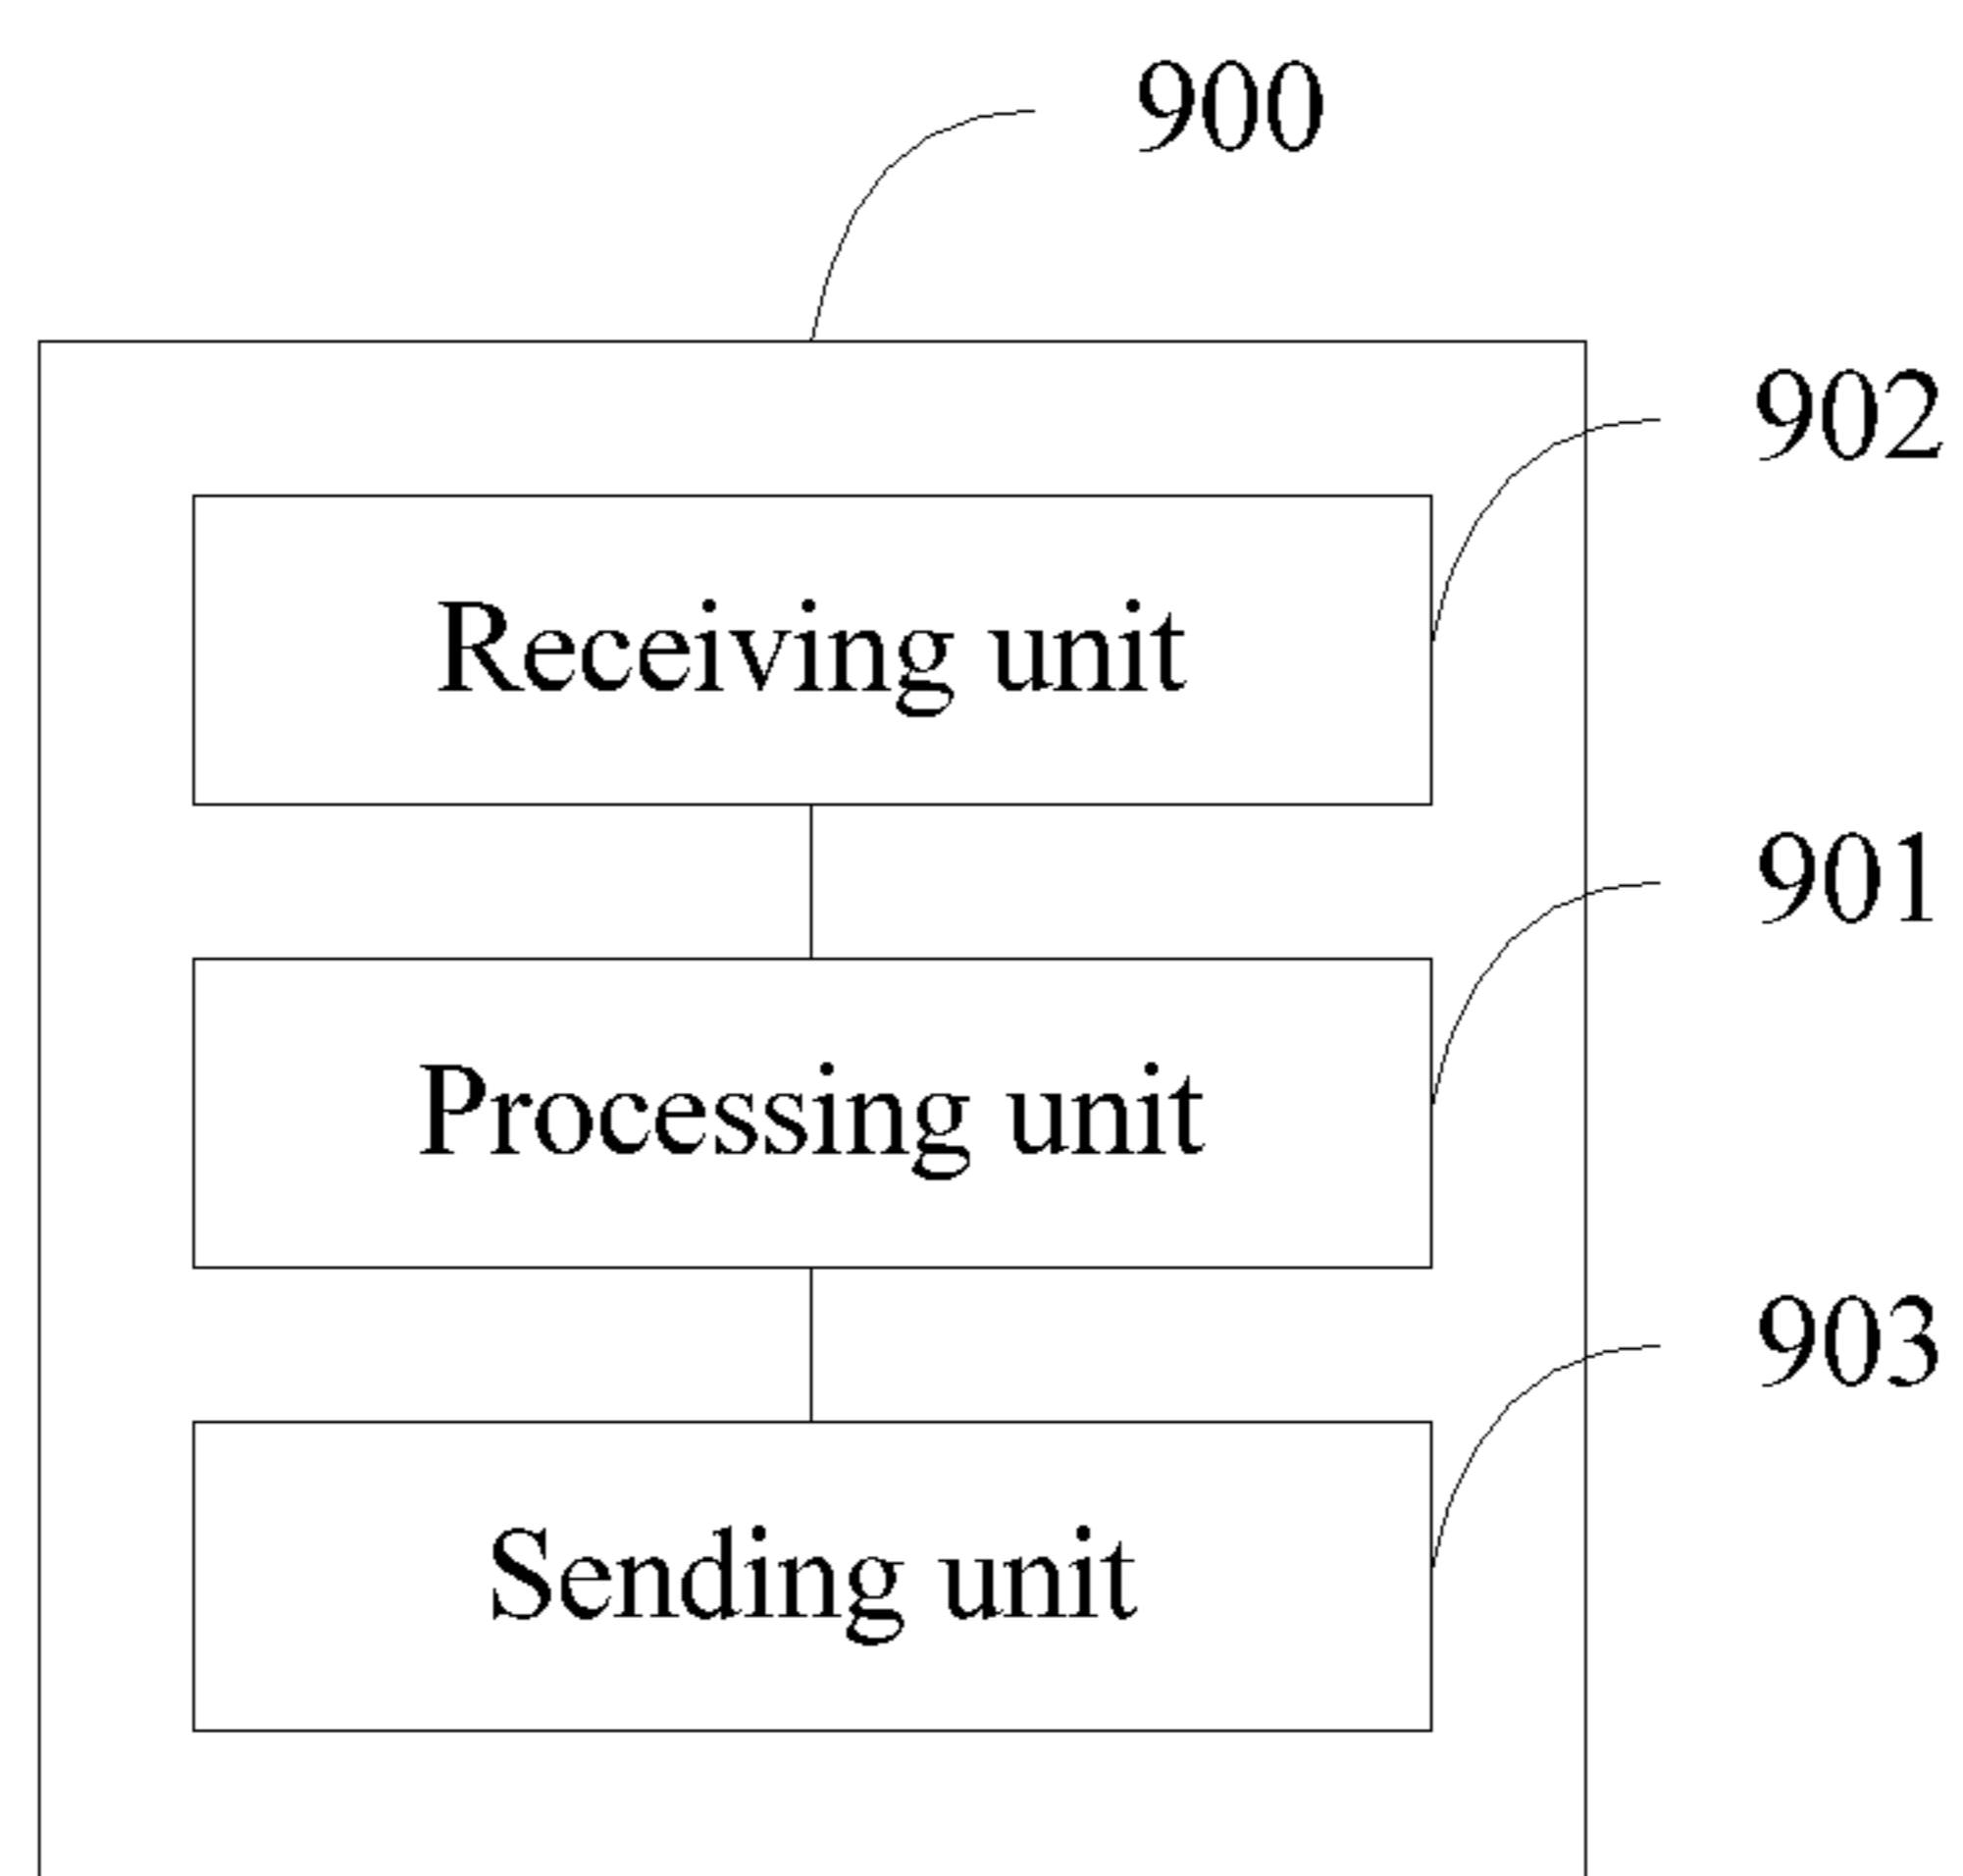 900
902
Receiving unit
901
Processing unit
903
Sending unit